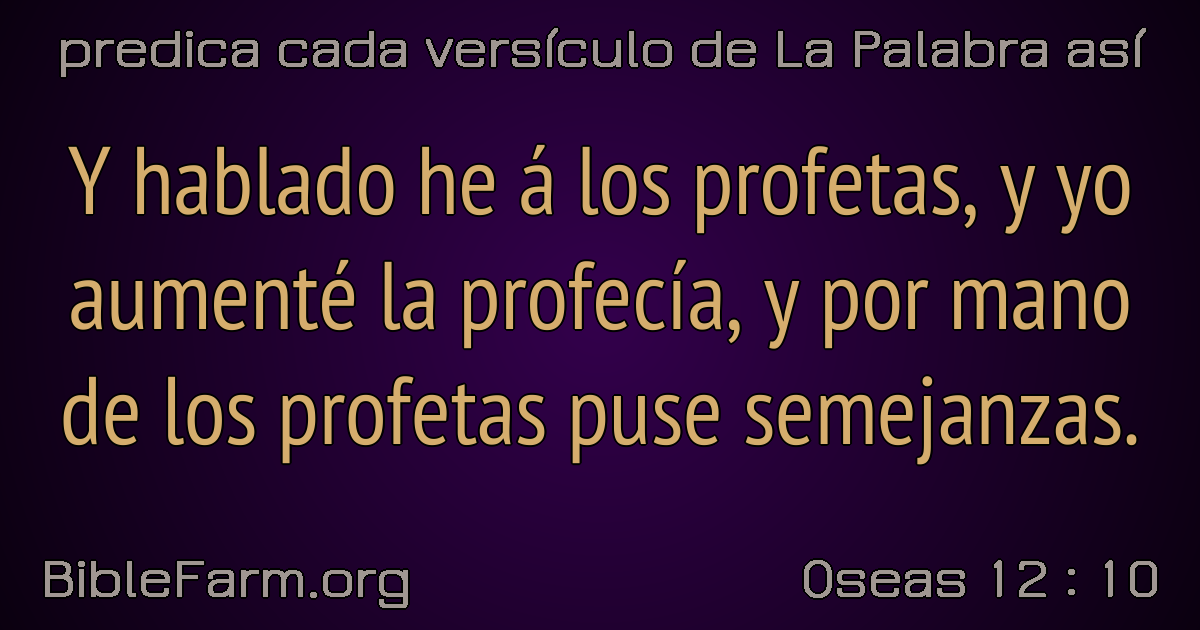 predica cada versículo de La Palabra así
Y hablado he á los profetas, y yo
aumenté la profecía, y por mano
de los profetas puse semejanzas.
BibleFarm.org
Oseas 12 : 10